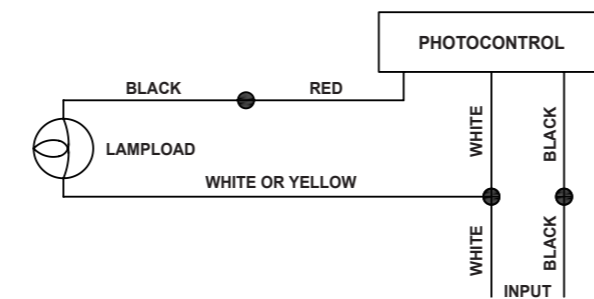 PHOTOCONTROL
BLACK
RED
WHITE
BLACK
LAMPLOAD
WHITE OR YELLOW
WHITE
BLACK
INPUT